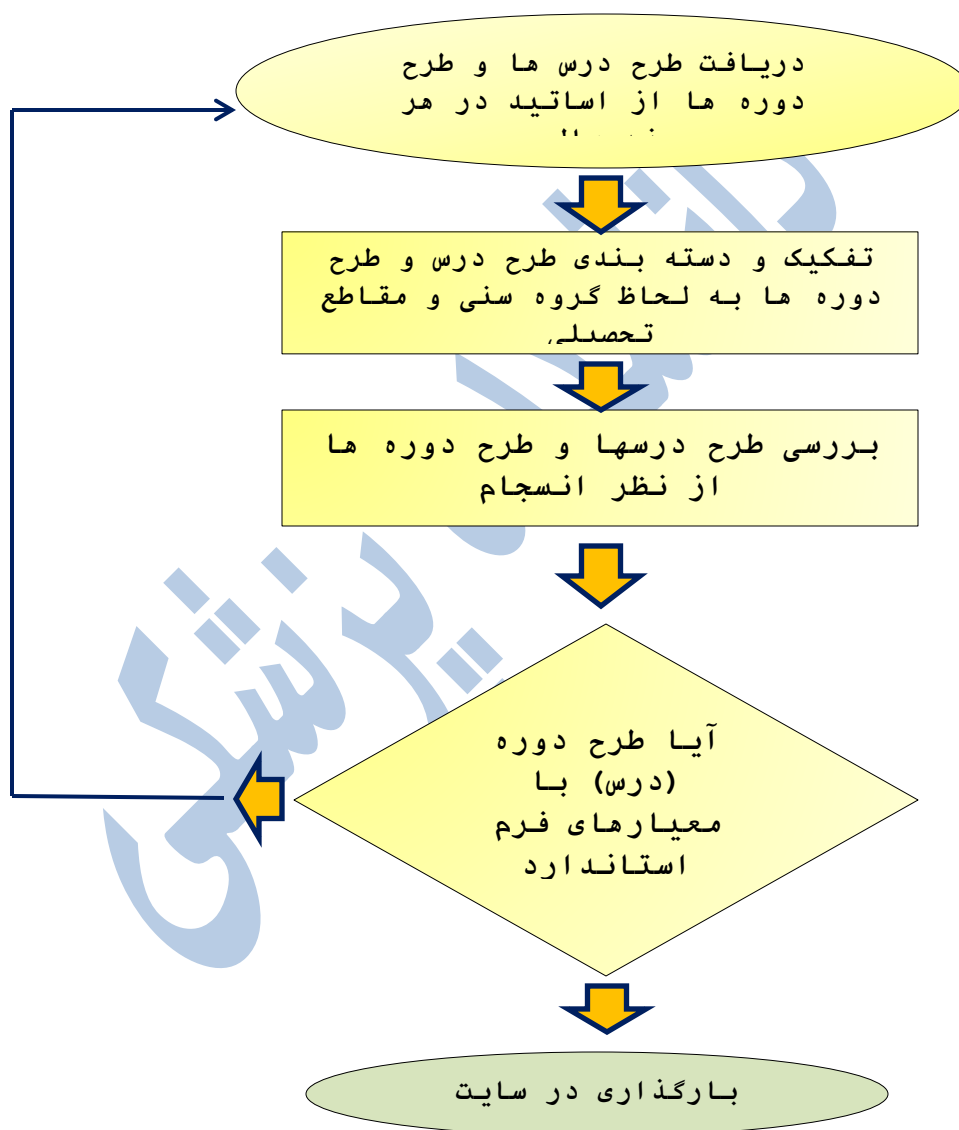 دریافت طرح درس ها و طرح
دوره ها از اساتید در هر
تفکیک و دسته بندی طرح درس و طرح
دوره ها به لحاظ گروه سنی و مقاطع
تحصیلی
بررسی طرح درسها و طرح دوره ها
از نظر انسجام
آیا طرح دوره
(درس) با
معیارهای فرم
استاندارد
بارگذاری در سایت
پزشکی